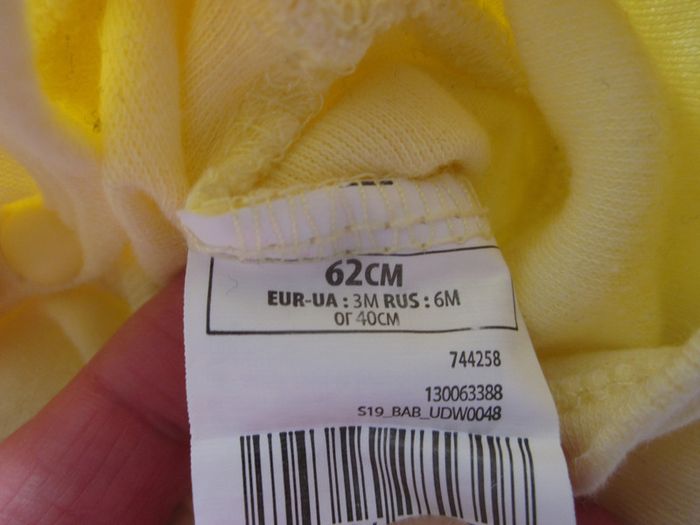 62CM
EUR-UA : 3M RUS : 6M
ОГ 40СМ
744258
130063388
S19_BAB_UDW0048